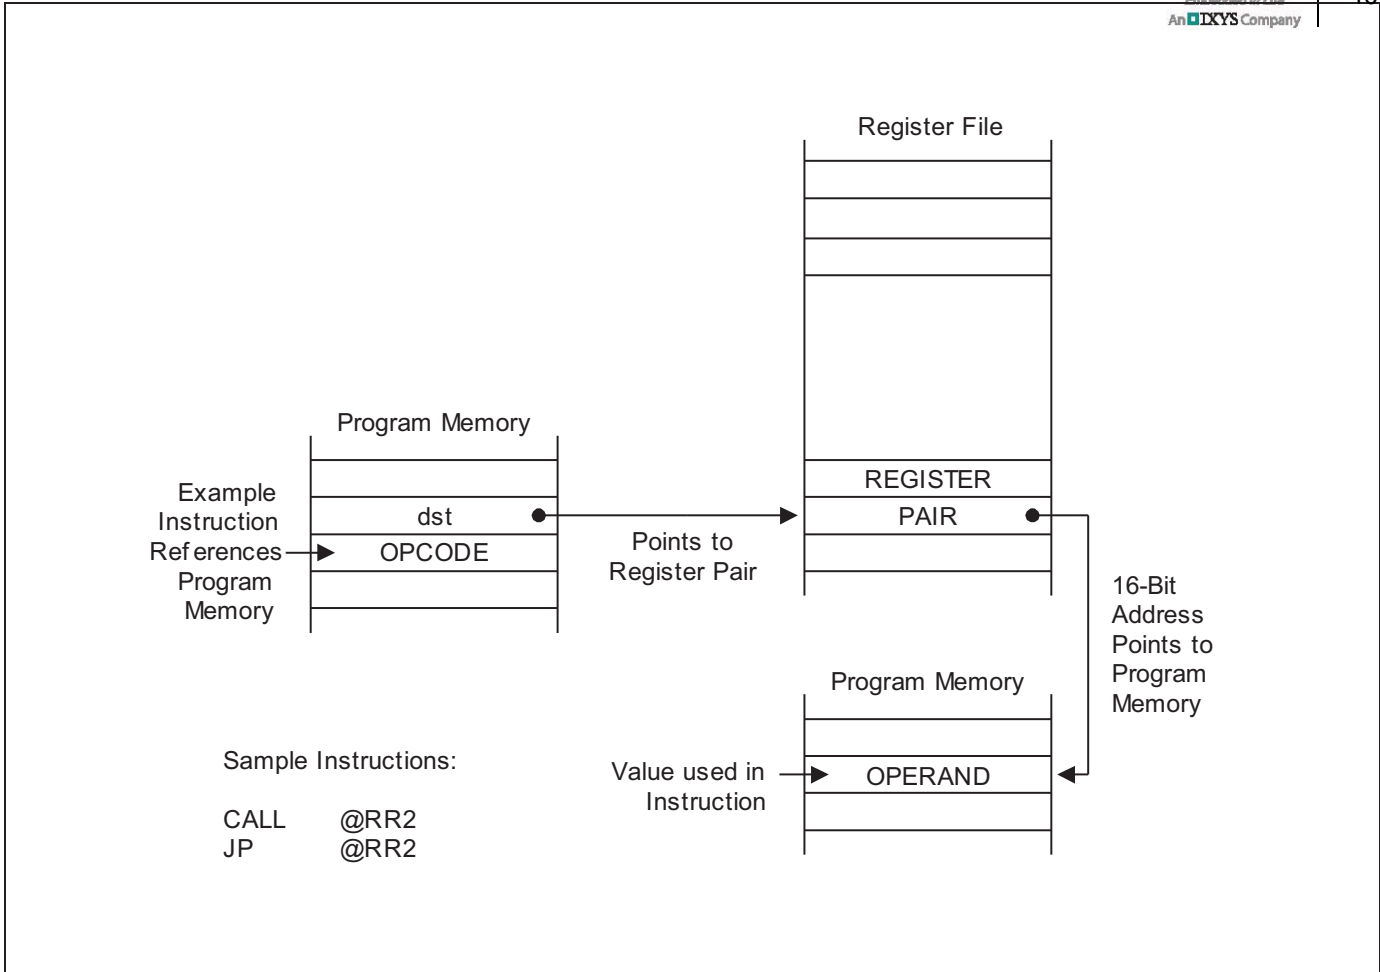 An IXYS Company
Register File
Program Memory
Example
Instruction
References
Program
Memory
dst
OPCODE
Points to
Register Pair
REGISTER
PAIR
16-Bit
Address
Points to
Program
Memory
Program Memory
Value used in
Instruction
OPERAND
Sample Instructions:
CALL @RR2
JP @RR2